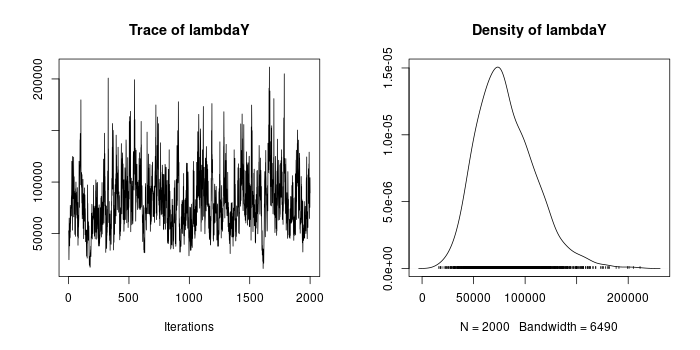 Trace of lambdaY
50000
100000
200000
0
500
1000
1500
2000
Iterations
Density of lambdaY
0.0e+00
5.0e-06
1.0e-05
1.5e-05
0
50000
100000
200000
N = 2000   Bandwidth = 6490